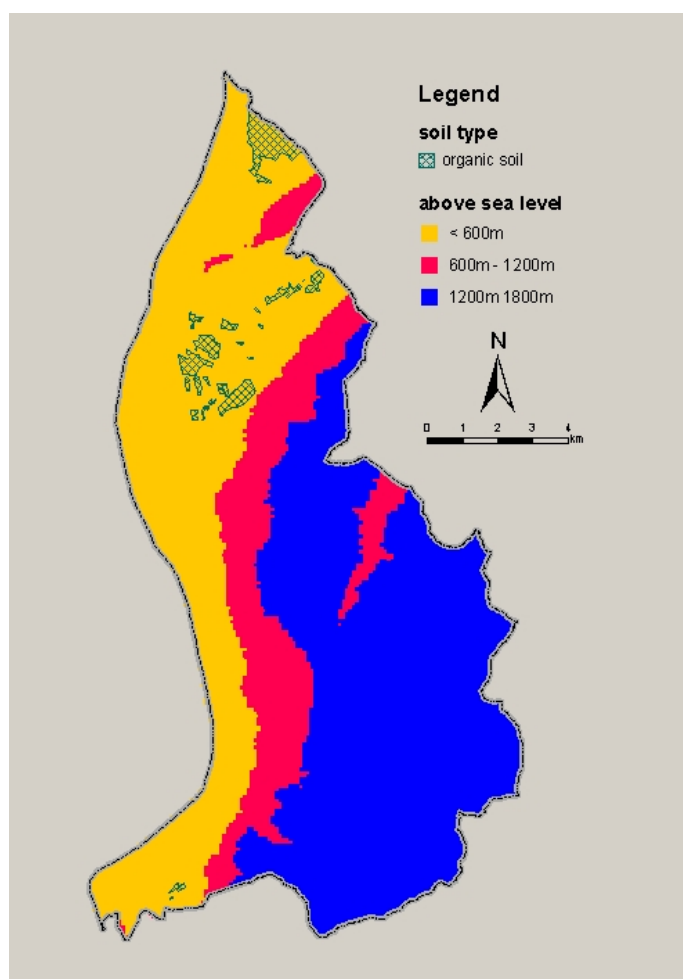 Legend
soil type
organic soil
above sea level
< 600m
600m - 1200m
1200m 1800m
N
0 1 2 3 4
km